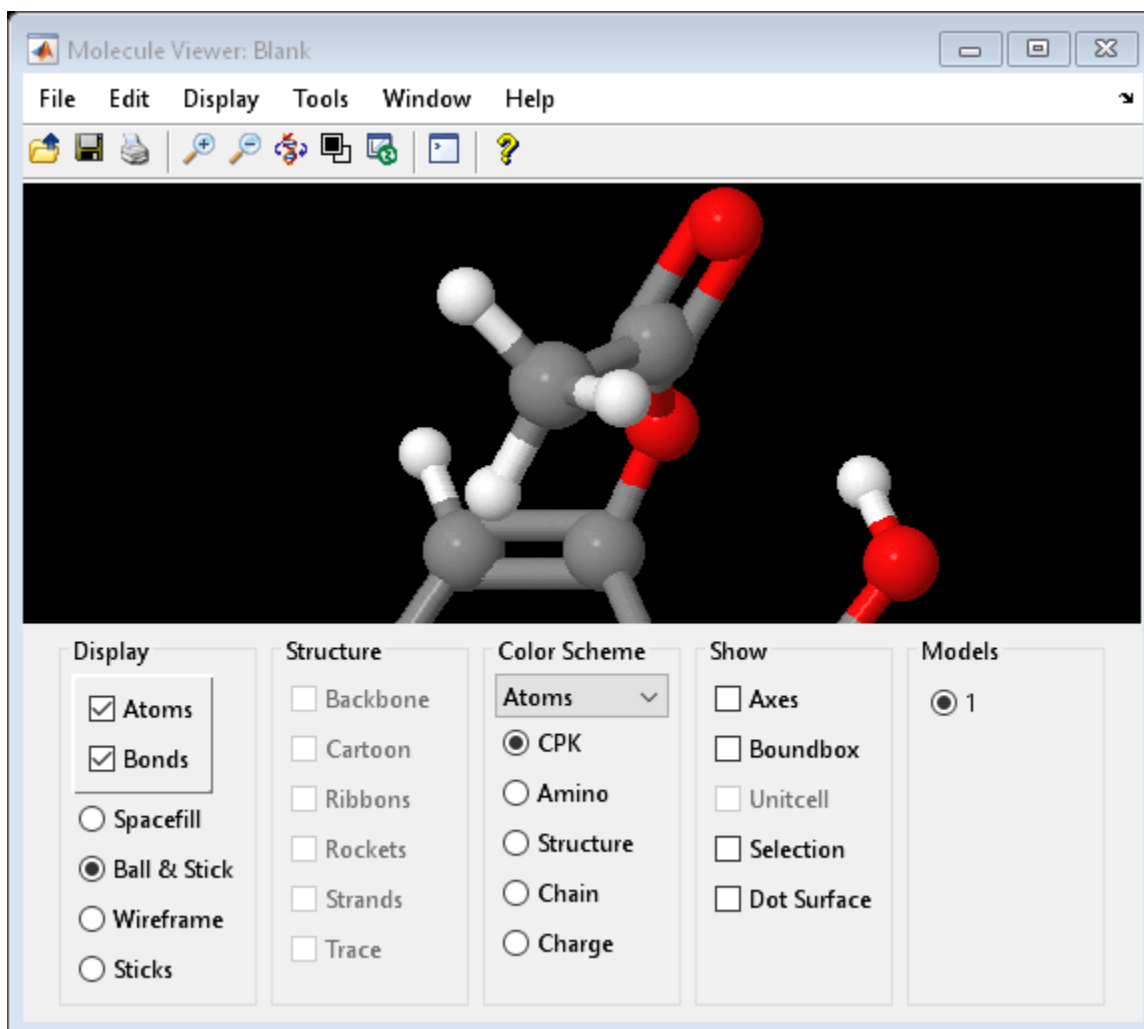 Molecule Viewer: Blank
File Edit Display Tools Window Help
Display
Atoms
Bonds
Spacefill
Ball & Stick
Wireframe
Sticks
Structure
Backbone
Cartoon
Ribbons
Rockets
Strands
Trace
Color Scheme
Atoms
CPK
Amino
Structure
Chain
Charge
Show
Axes
Boundbox
Unitcell
Selection
Dot Surface
Models
1